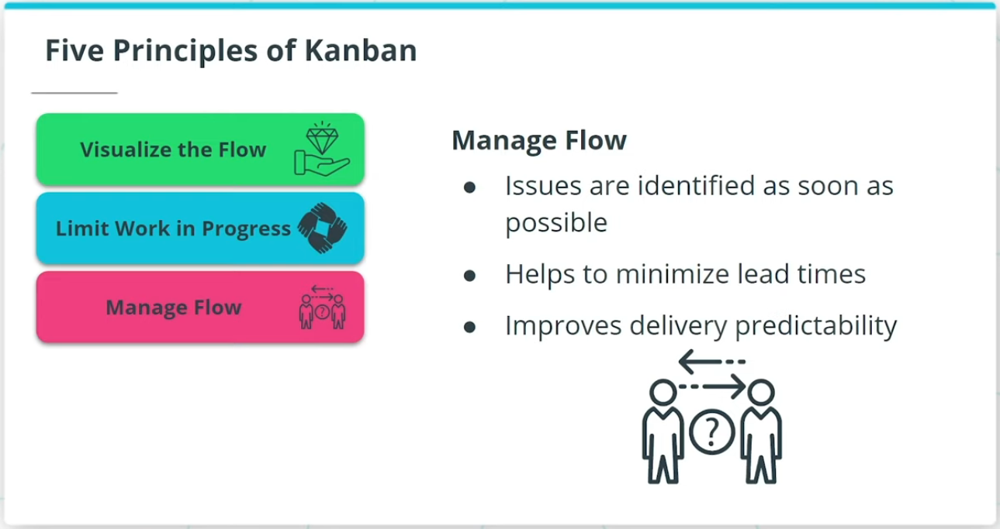 Five Principles of Kanban
Visualize the Flow
Limit Work in Progress
Manage Flow
Manage Flow
● Issues are identified as soon as
possible
● Helps to minimize lead times
● Improves delivery predictability
?
?